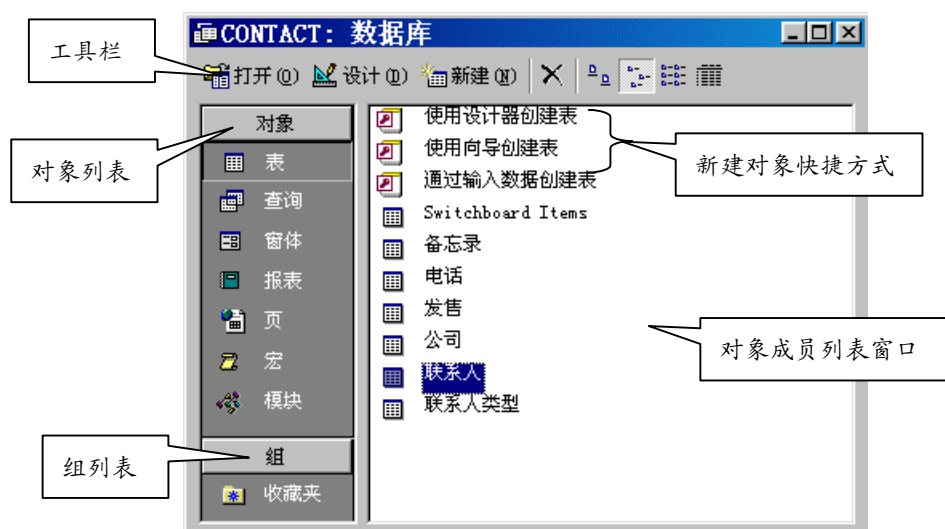 CONTACT: 数据库
工具栏
打开(O) 设计(D) 新建(N)
对象列表
对象
表
查询
窗体
报表
页
宏
模块
组列表
组
收藏夹
使用设计器创建表
使用向导创建表
通过输入数据创建表
Switchboard Items
备忘录
电话
发售
公司
联系人
联系人类型
新建对象快捷方式
对象成员列表窗口